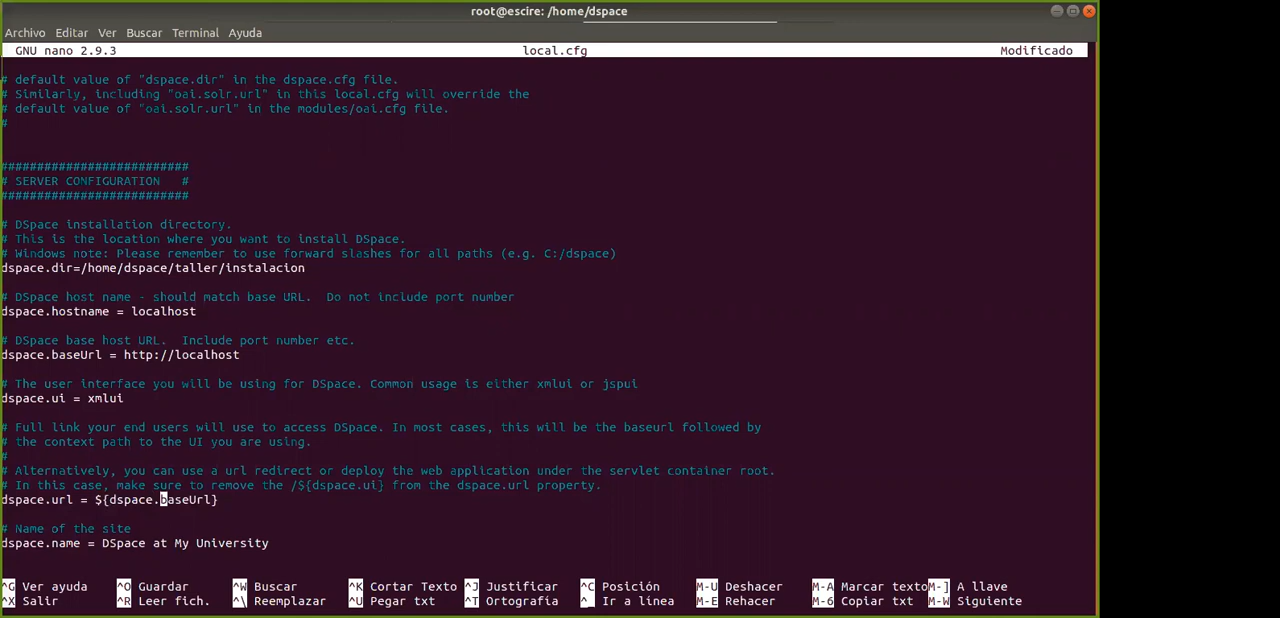 root@escire: /home/dspace
Archivo Editar Ver Buscar Terminal Ayuda
GNU nano 2.9.3 local.cfg Modificado
# default value of "dspace.dir" in the dspace.cfg file.
# Similarly, including "oai.solr.url" in this local.cfg will override the
# default value of "oai.solr.url" in the modules/oai.cfg file.
#
##########################
# SERVER CONFIGURATION   #
##########################
# DSpace installation directory.
# This is the location where you want to install DSpace.
# Windows note: Please remember to use forward slashes for all paths (e.g. C:/dspace)
dspace.dir=/home/dspace/taller/instalacion
# DSpace host name - should match base URL.  Do not include port number
dspace.hostname = localhost
# DSpace base host URL.  Include port number etc.
dspace.baseUrl = http://localhost
# The user interface you will be using for DSpace. Common usage is either xmlui or jspui
dspace.ui = xmlui
# Full link your end users will use to access DSpace. In most cases, this will be the baseurl followed by
# the context path to the UI you are using.
#
# Alternatively, you can use a url redirect or deploy the web application under the servlet container root.
# In this case, make sure to remove the /${dspace.ui} from the dspace.url property.
dspace.url = ${dspace.baseUrl}
# Name of the site
dspace.name = DSpace at My University
^G Ver ayuda ^O Guardar ^W Buscar ^K Cortar Texto ^J Justificar ^C Posición M-U Deshacer M-A Marcar texto M-] A llave
^X Salir ^R Leer fich. ^\ Reemplazar ^U Pegar txt ^T Ortografía ^_ Ir a línea M-E Rehacer M-6 Copiar txt M-W Siguiente